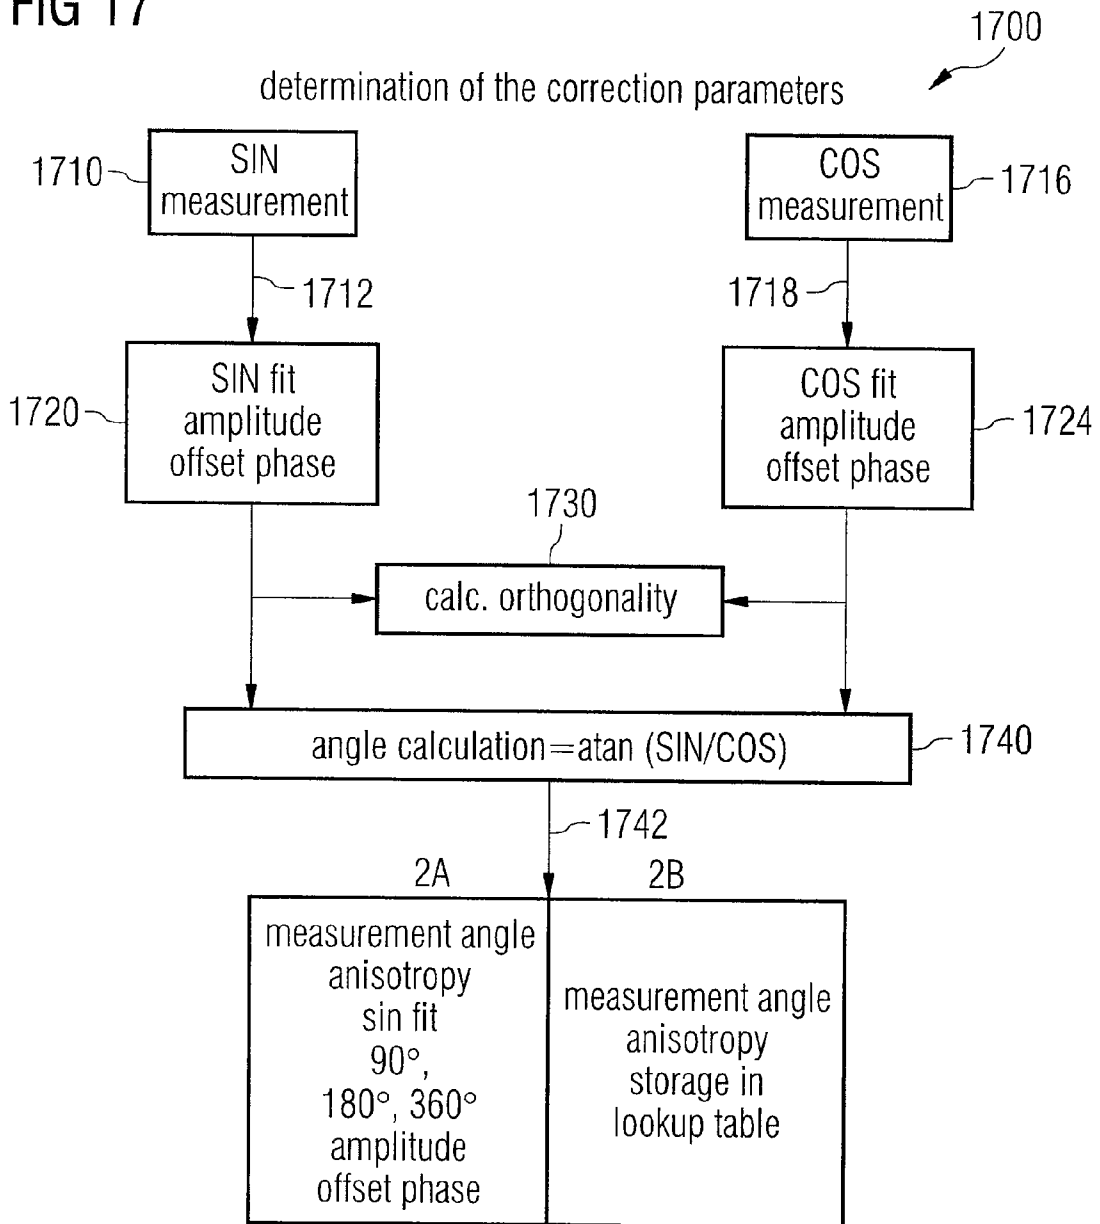 FIG 17
1700
determination of the correction parameters
1710
SIN
measurement
COS
measurement
1716
1712
1718
1720
SIN fit
amplitude
offset phase
COS fit
amplitude
offset phase
1724
1730
calc. orthogonality
angle calculation=atan (SIN/COS)
1740
1742
2A
2B
measurement angle
anisotropy
sin fit
90°,
180°, 360°
amplitude
offset phase
measurement angle
anisotropy
storage in
lookup table